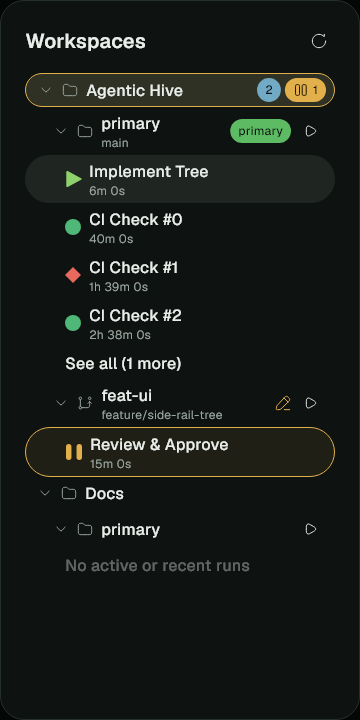 Workspaces
Agentic Hive 2 1
primary primary
main
Implement Tree
6m 0s
CI Check #0
40m 0s
CI Check #1
1h 39m 0s
CI Check #2
2h 38m 0s
See all (1 more)
feat-ui
feature/side-rail-tree
Review & Approve
15m 0s
Docs
primary
No active or recent runs